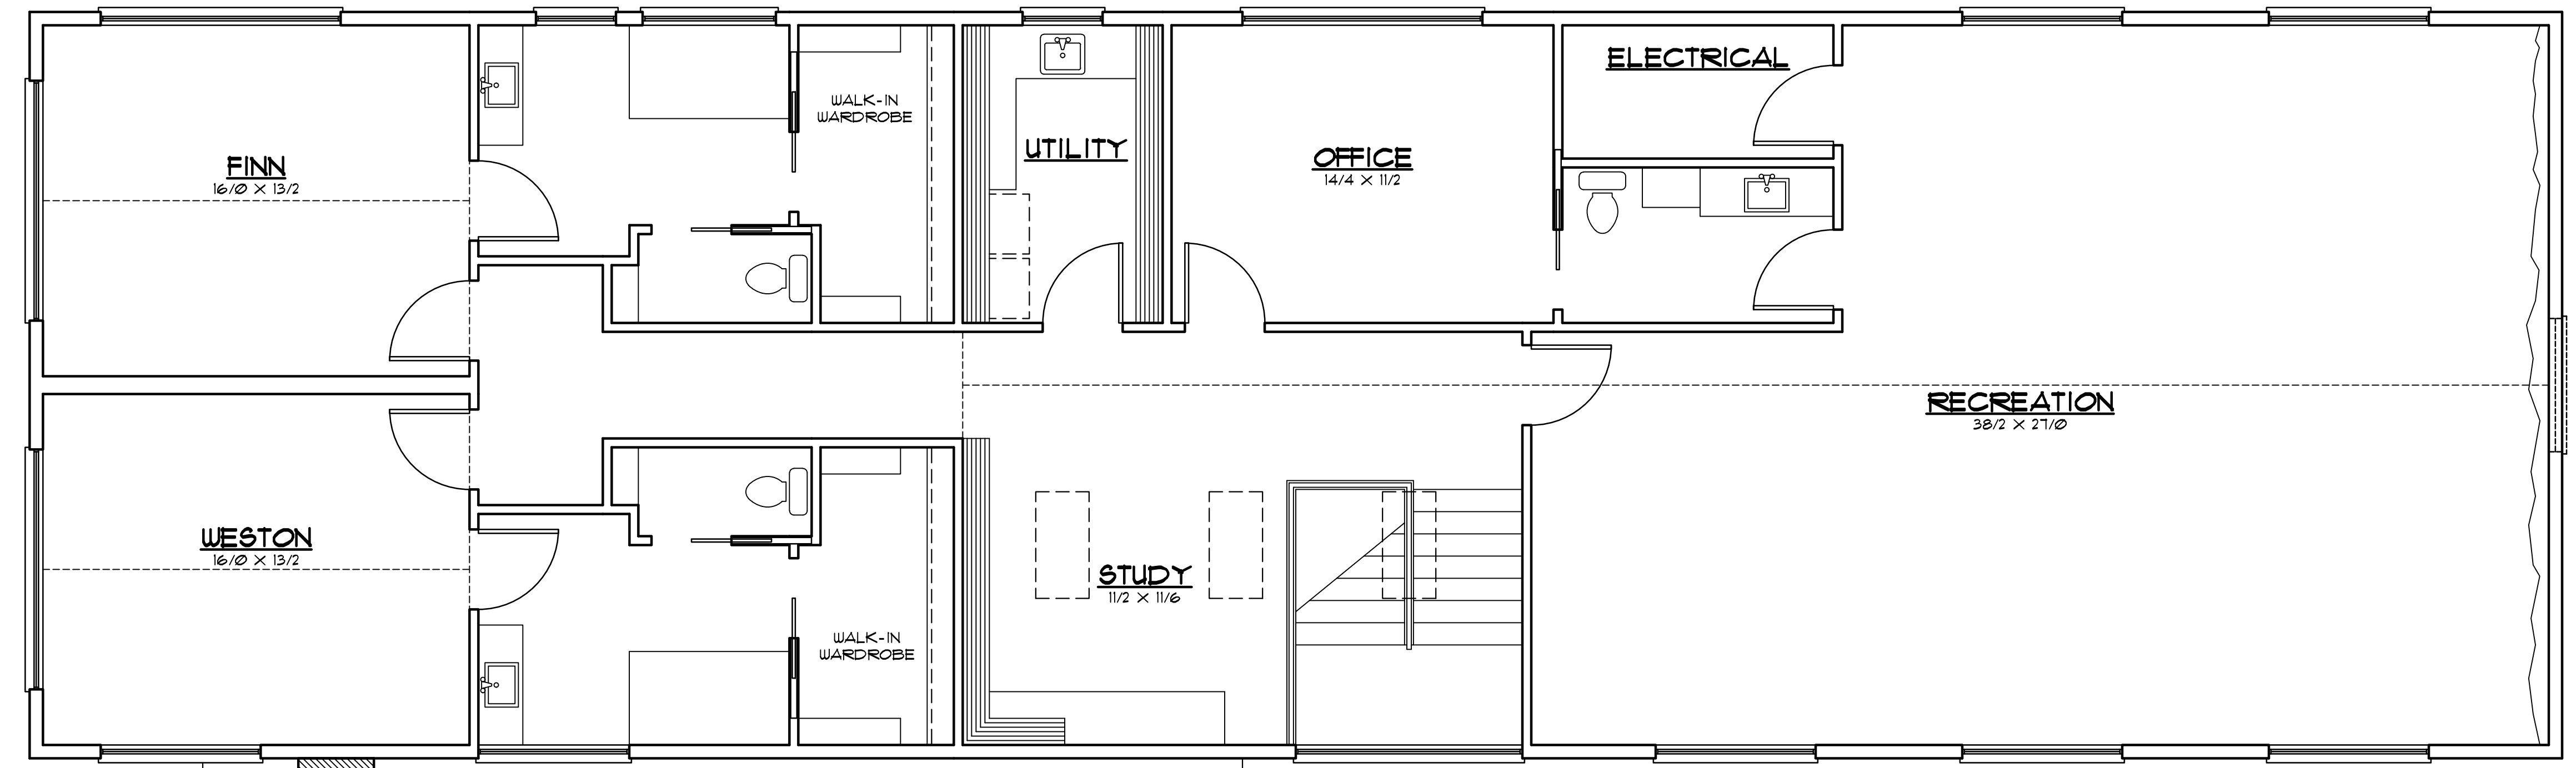 FINN
16/0 X 13/2
WALK-IN
WARDROBE
UTILITY
OFFICE
14/4 X 11/2
ELECTRICAL
RECREATION
38/2 X 27/0
WESTON
16/0 X 13/2
WALK-IN
WARDROBE
STUDY
11/2 X 11/6